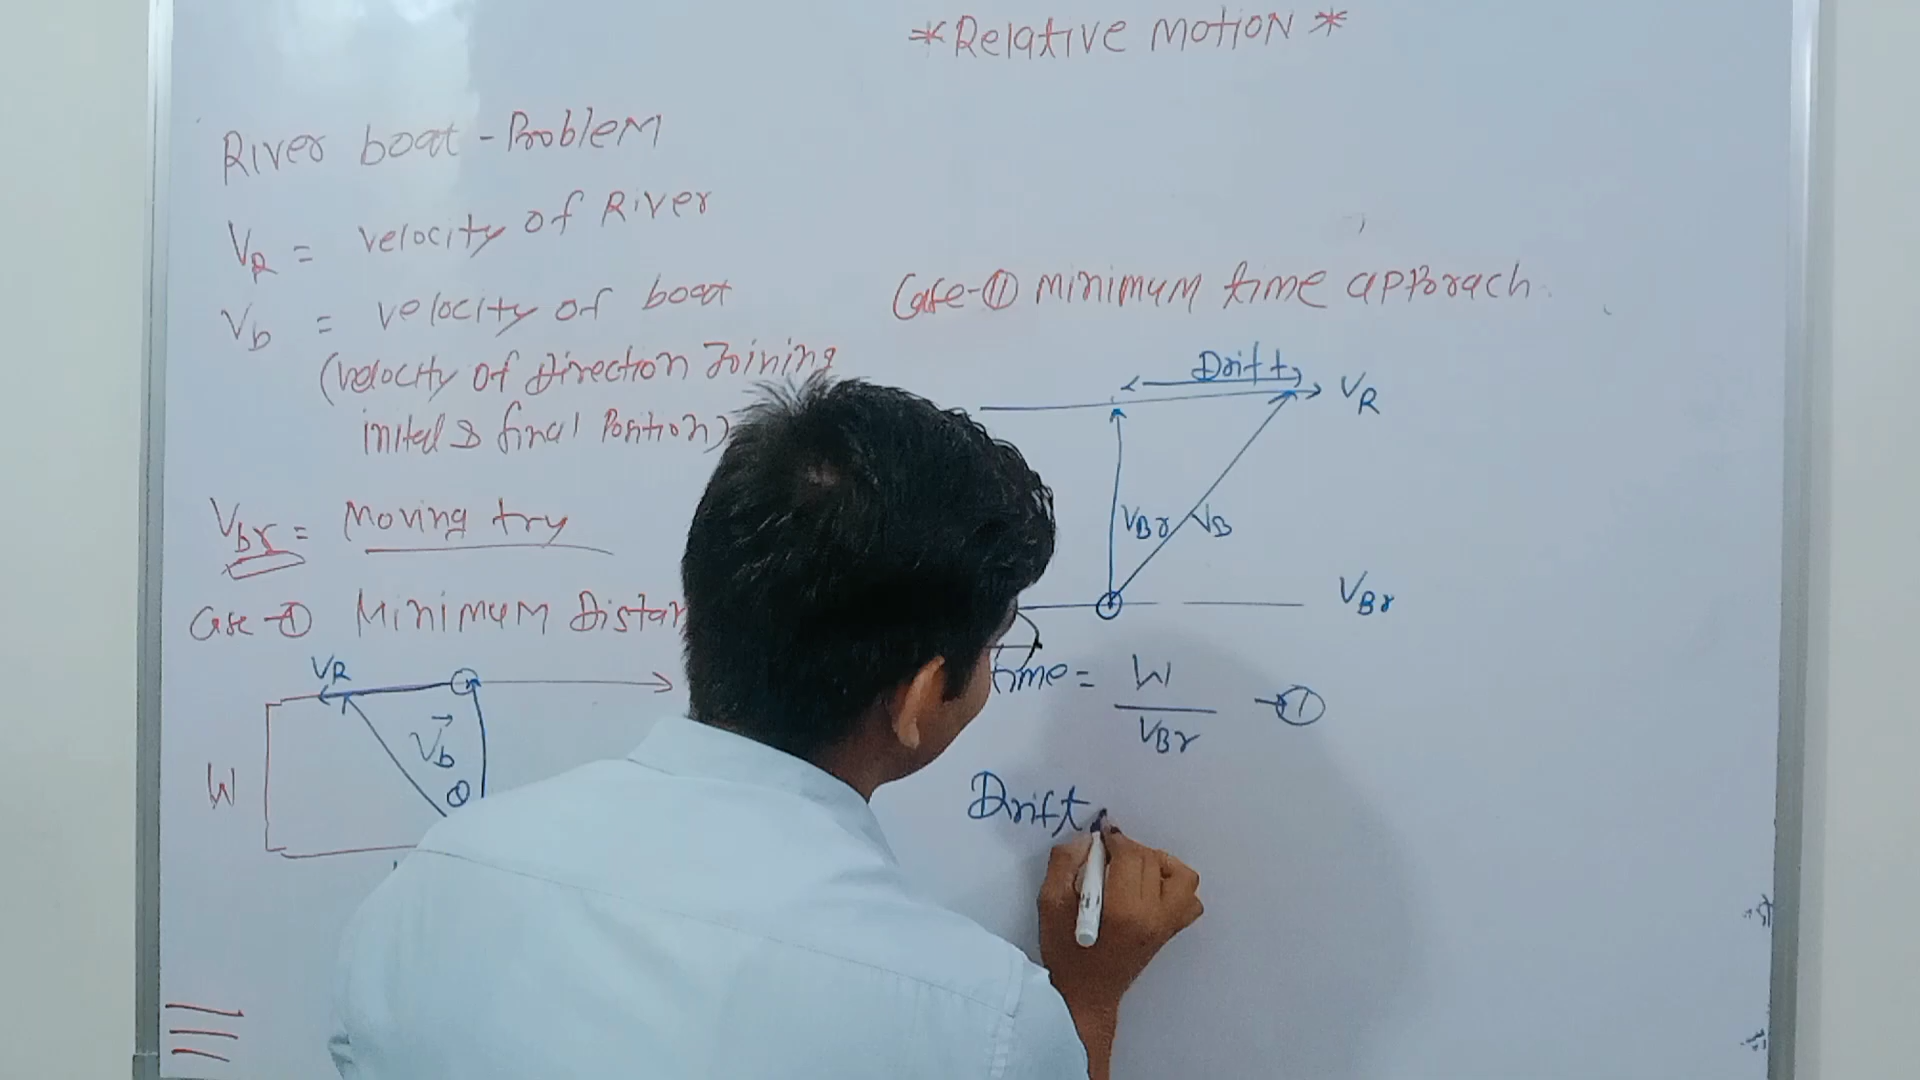 *Relative MOTION*
River boat - Problem
VR = velocity of River
Vb = velocity of boat
(velocity of Direction Joining
initial & final Position)
Vbr = Moving try
Case-① Minimum Distan
VR
Vb
θ
W
Case-⑪ minimum time approach.
Drift
VR
VBr
VB
VBr
time = W
VBr
→①
Drift